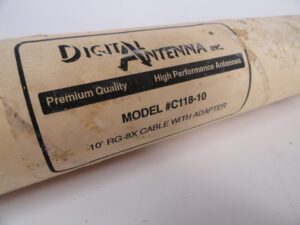 DIGITAL ANTENNA INC.
Premium Quality High Performance Antennas
MODEL #C118-10
10' RG-8X CABLE WITH ADAPTER